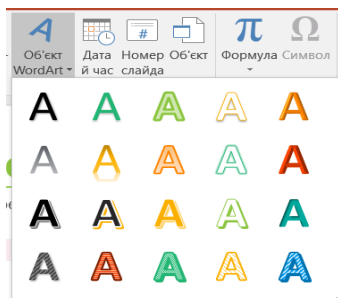 Об'єкт WordArt
Дата й час
Номер слайда
Об'єкт
Формула
Символ
A A A A A
A A A A A
A A A A A
A A A A A